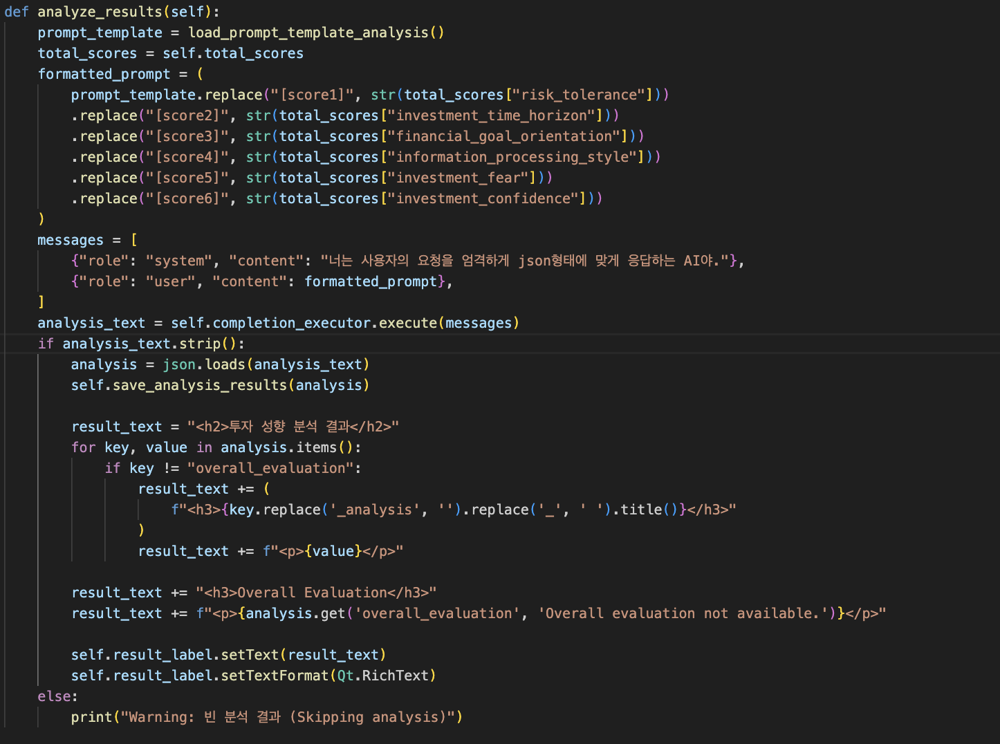 def analyze_results(self):
    prompt_template = load_prompt_template_analysis()
    total_scores = self.total_scores
    formatted_prompt = (
        prompt_template.replace("[score1]", str(total_scores["risk_tolerance"]))
        .replace("[score2]", str(total_scores["investment_time_horizon"]))
        .replace("[score3]", str(total_scores["financial_goal_orientation"]))
        .replace("[score4]", str(total_scores["information_processing_style"]))
        .replace("[score5]", str(total_scores["investment_fear"]))
        .replace("[score6]", str(total_scores["investment_confidence"]))
    )
    messages = [
        {"role": "system", "content": "너는 사용자의 요청을 엄격하게 json형태에 맞게 응답하는 AI야."},
        {"role": "user", "content": formatted_prompt},
    ]
    analysis_text = self.completion_executor.execute(messages)
    if analysis_text.strip():
        analysis = json.loads(analysis_text)
        self.save_analysis_results(analysis)

        result_text = "<h2>투자 성향 분석 결과</h2>"
        for key, value in analysis.items():
            if key != "overall_evaluation":
                result_text += (
                    f"<h3>{key.replace('_analysis', '').replace('_', ' ').title()}</h3>"
                )
                result_text += f"<p>{value}</p>"

        result_text += "<h3>Overall Evaluation</h3>"
        result_text += f"<p>{analysis.get('overall_evaluation', 'Overall evaluation not available.')}</p>"

        self.result_label.setText(result_text)
        self.result_label.setTextFormat(Qt.RichText)
    else:
        print("Warning: 빈 분석 결과 (Skipping analysis)")